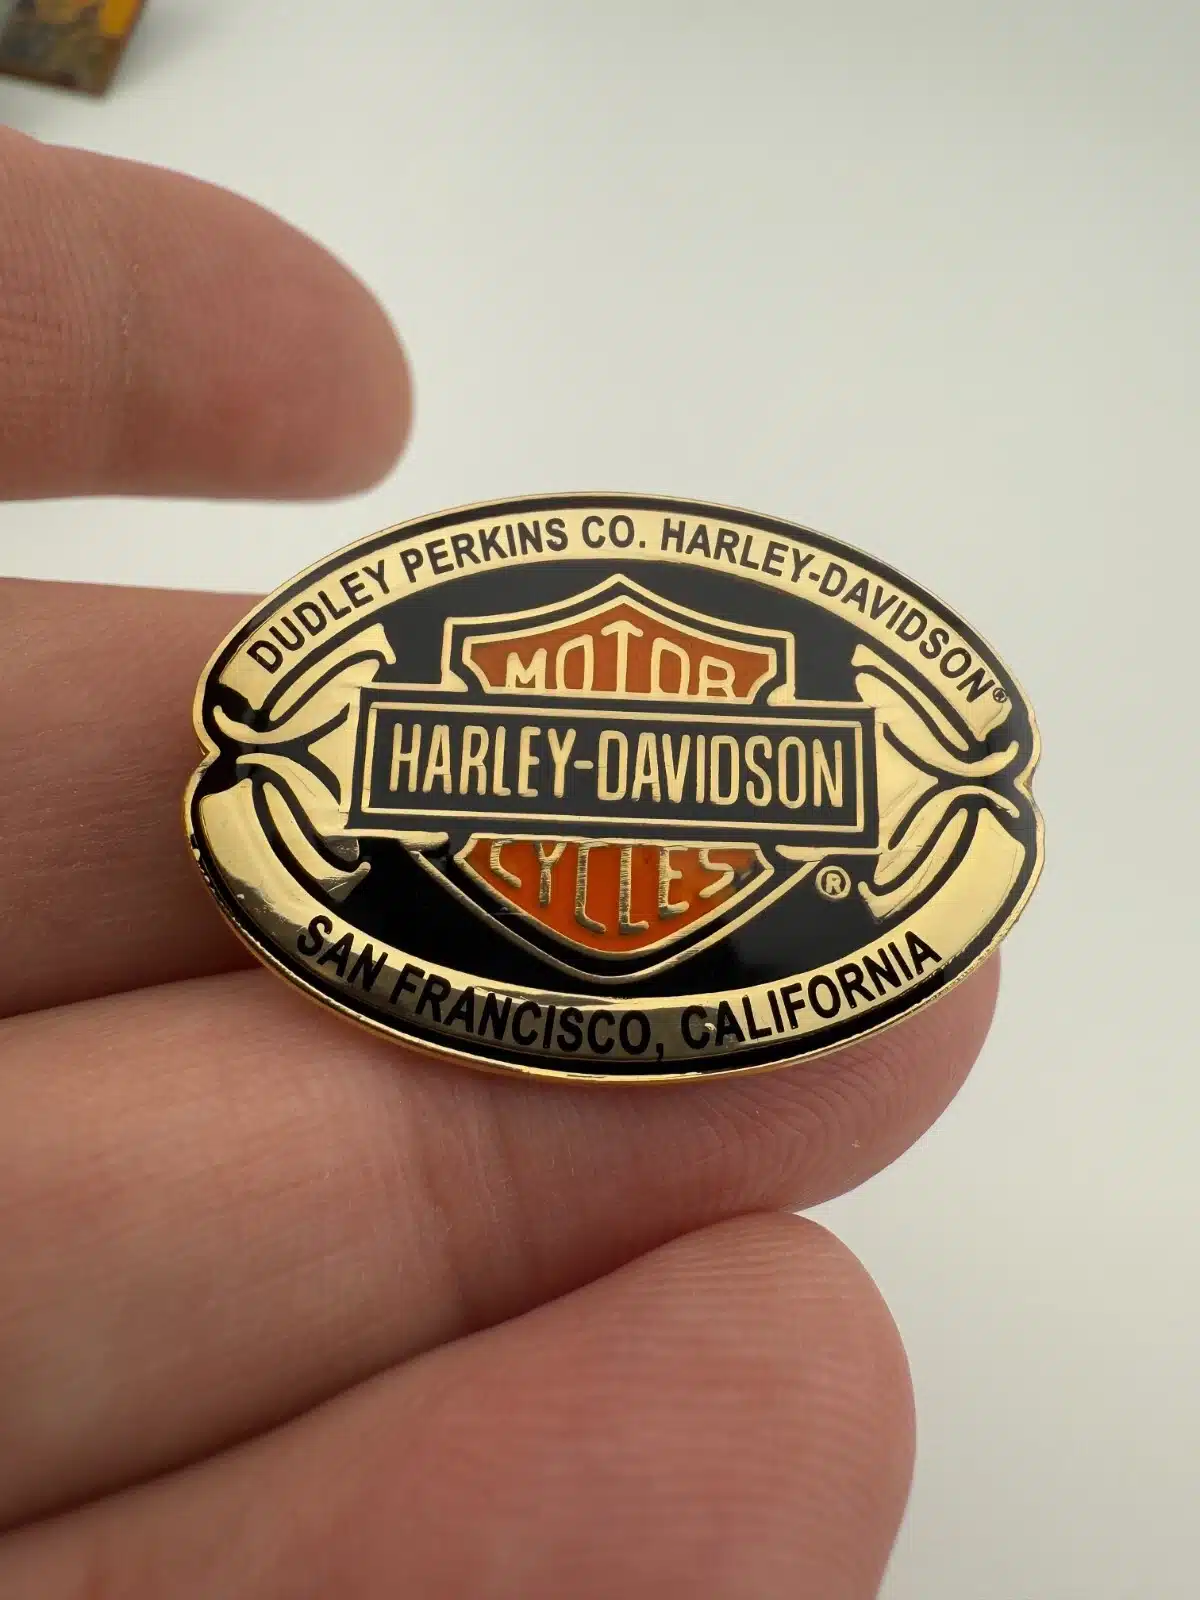 DUDLEY PERKINS CO. HARLEY-DAVIDSON®
MOTOR
HARLEY-DAVIDSON
CYCLES
®
SAN FRANCISCO, CALIFORNIA